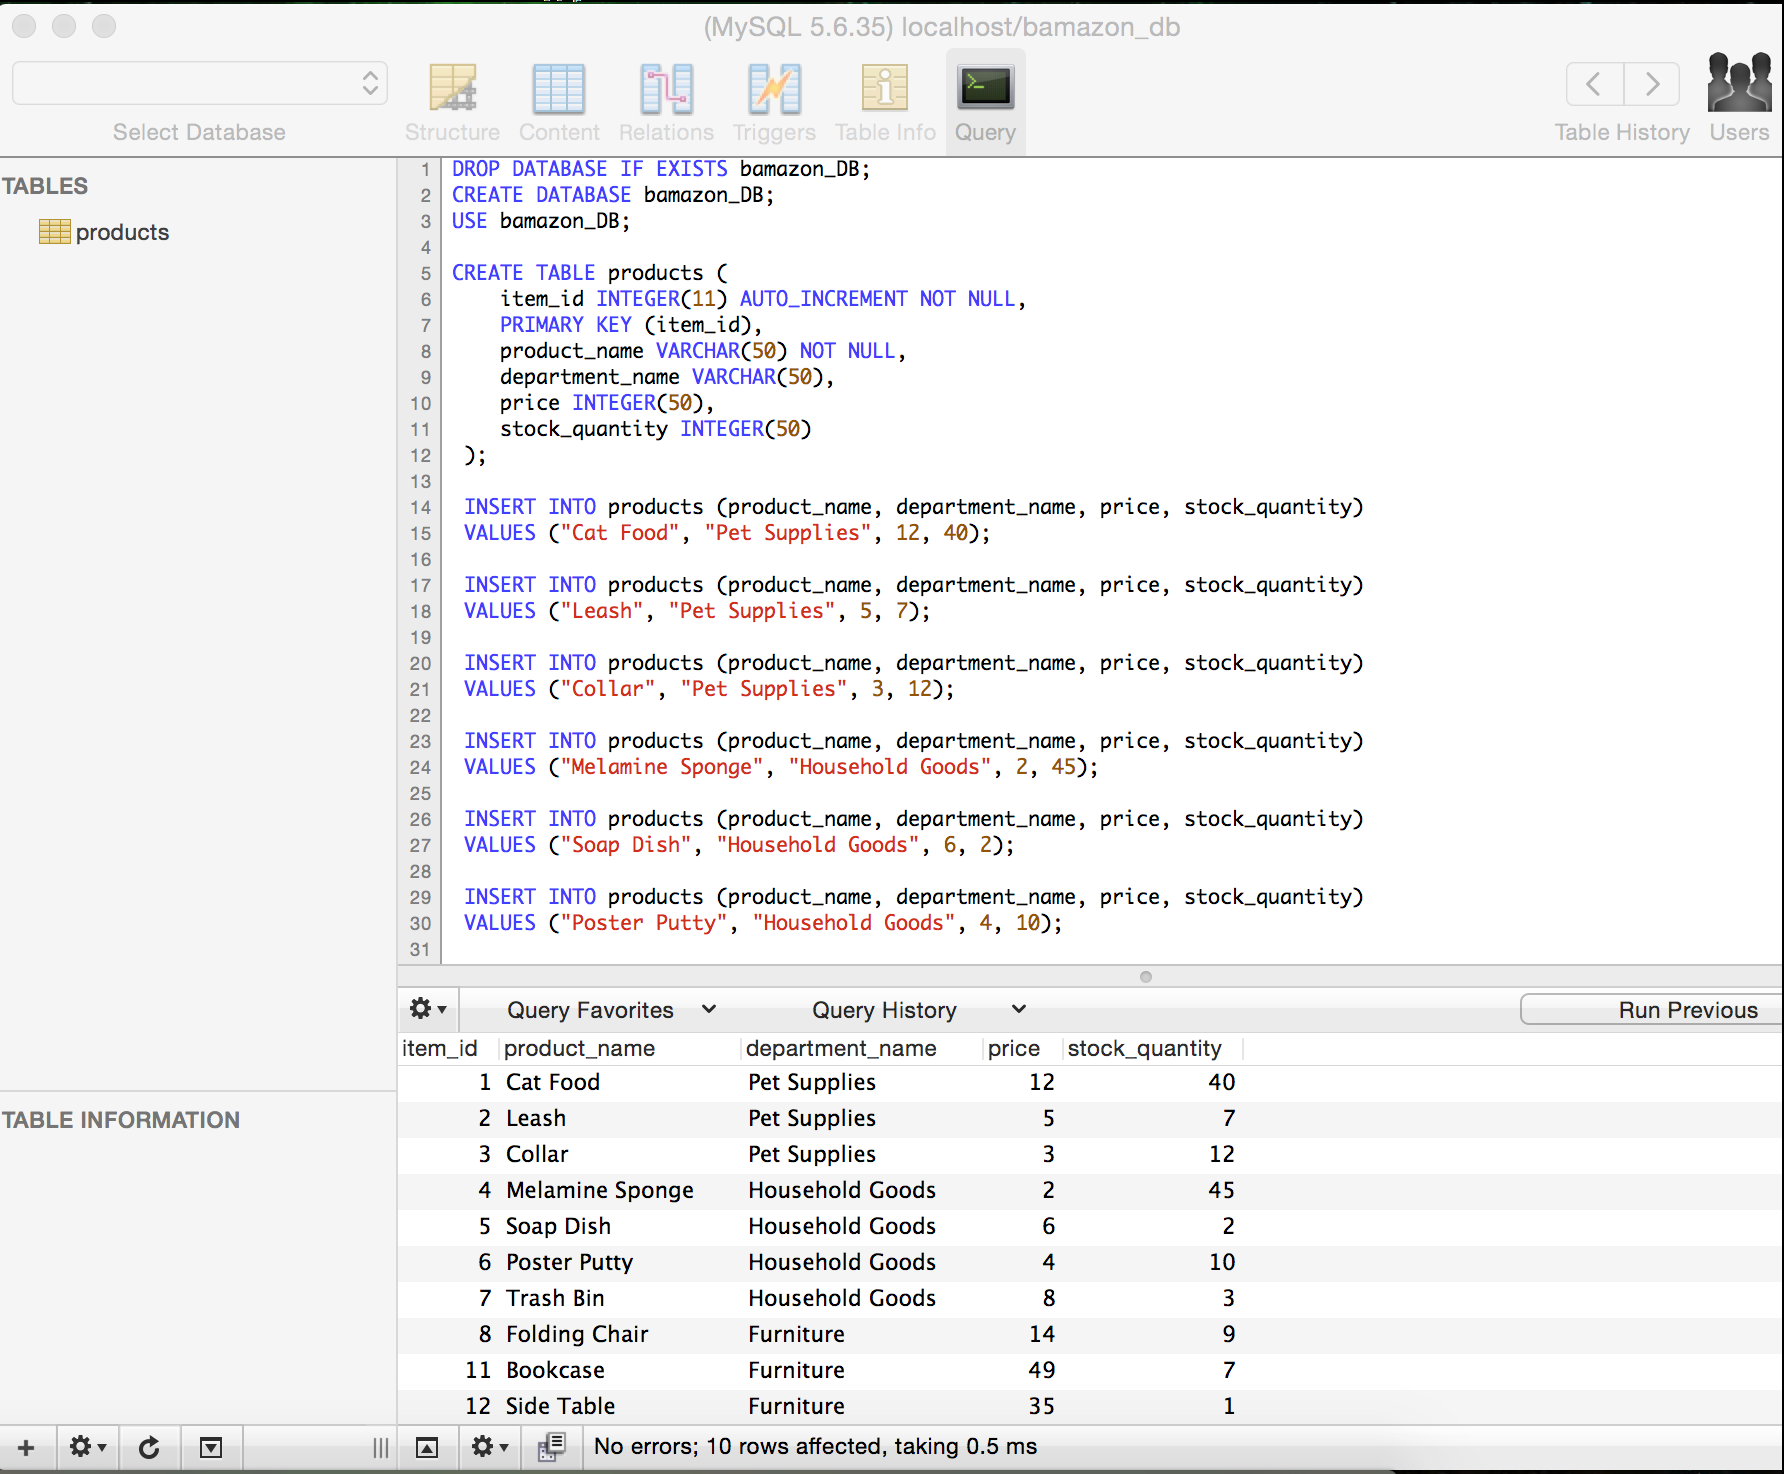 (MySQL 5.6.35) localhost/bamazon_db
Select Database
Structure Content Relations Triggers Table Info Query Table History Users
TABLES
products
1 DROP DATABASE IF EXISTS bamazon_DB;
2 CREATE DATABASE bamazon_DB;
3 USE bamazon_DB;
4
5 CREATE TABLE products (
6 item_id INTEGER(11) AUTO_INCREMENT NOT NULL,
7 PRIMARY KEY (item_id),
8 product_name VARCHAR(50) NOT NULL,
9 department_name VARCHAR(50),
10 price INTEGER(50),
11 stock_quantity INTEGER(50)
12 );
13
14 INSERT INTO products (product_name, department_name, price, stock_quantity)
15 VALUES ("Cat Food", "Pet Supplies", 12, 40);
16
17 INSERT INTO products (product_name, department_name, price, stock_quantity)
18 VALUES ("Leash", "Pet Supplies", 5, 7);
19
20 INSERT INTO products (product_name, department_name, price, stock_quantity)
21 VALUES ("Collar", "Pet Supplies", 3, 12);
22
23 INSERT INTO products (product_name, department_name, price, stock_quantity)
24 VALUES ("Melamine Sponge", "Household Goods", 2, 45);
25
26 INSERT INTO products (product_name, department_name, price, stock_quantity)
27 VALUES ("Soap Dish", "Household Goods", 6, 2);
28
29 INSERT INTO products (product_name, department_name, price, stock_quantity)
30 VALUES ("Poster Putty", "Household Goods", 4, 10);
31
Query Favorites Query History Run Previous
item_id product_name department_name price stock_quantity
1 Cat Food Pet Supplies 12 40
2 Leash Pet Supplies 5 7
3 Collar Pet Supplies 3 12
4 Melamine Sponge Household Goods 2 45
5 Soap Dish Household Goods 6 2
6 Poster Putty Household Goods 4 10
7 Trash Bin Household Goods 8 3
8 Folding Chair Furniture 14 9
11 Bookcase Furniture 49 7
12 Side Table Furniture 35 1
TABLE INFORMATION
No errors; 10 rows affected, taking 0.5 ms